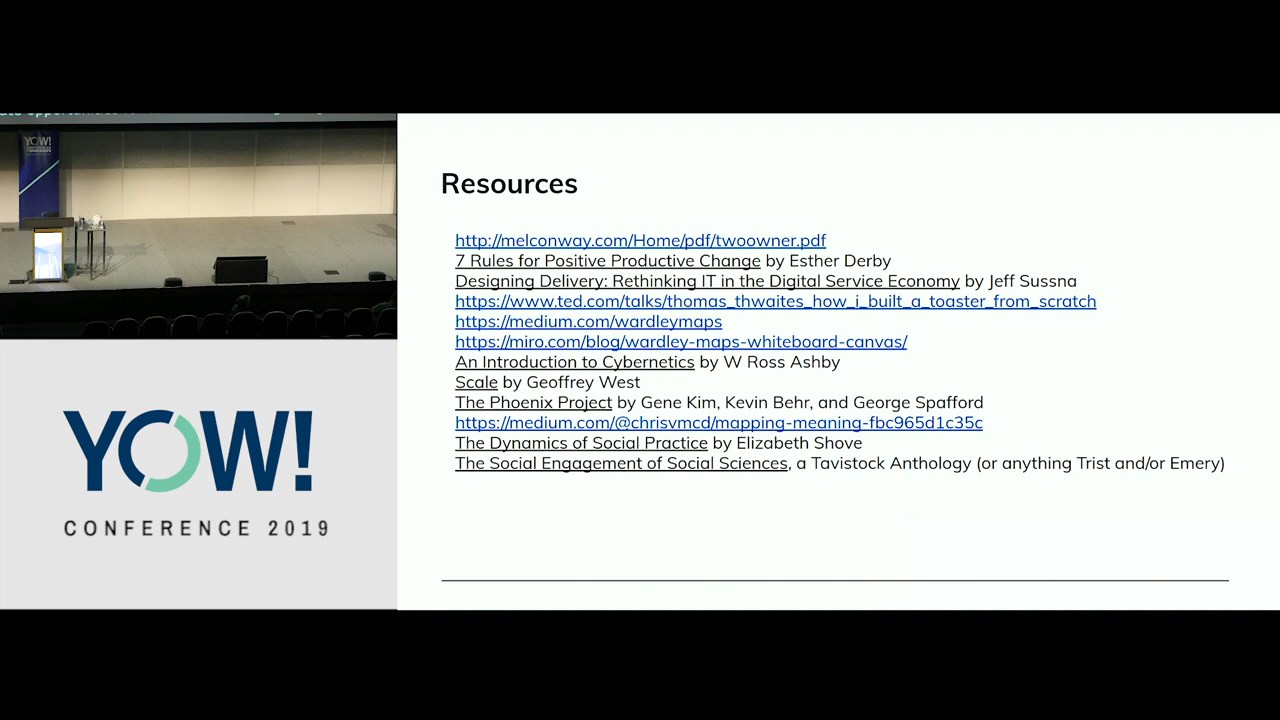 YOW!
Resources
http://melconway.com/Home/pdf/twoowner.pdf
7 Rules for Positive Productive Change by Esther Derby
Designing Delivery: Rethinking IT in the Digital Service Economy by Jeff Sussna
https://www.ted.com/talks/thomas_thwaites_how_i_built_a_toaster_from_scratch
https://medium.com/wardleymaps
https://miro.com/blog/wardley-maps-whiteboard-canvas/
An Introduction to Cybernetics by W Ross Ashby
Scale by Geoffrey West
The Phoenix Project by Gene Kim, Kevin Behr, and George Spafford
https://medium.com/@chrisvmcd/mapping-meaning-fbc965d1c35c
The Dynamics of Social Practice by Elizabeth Shove
The Social Engagement of Social Sciences, a Tavistock Anthology (or anything Trist and/or Emery)
YOW!
CONFERENCE 2019